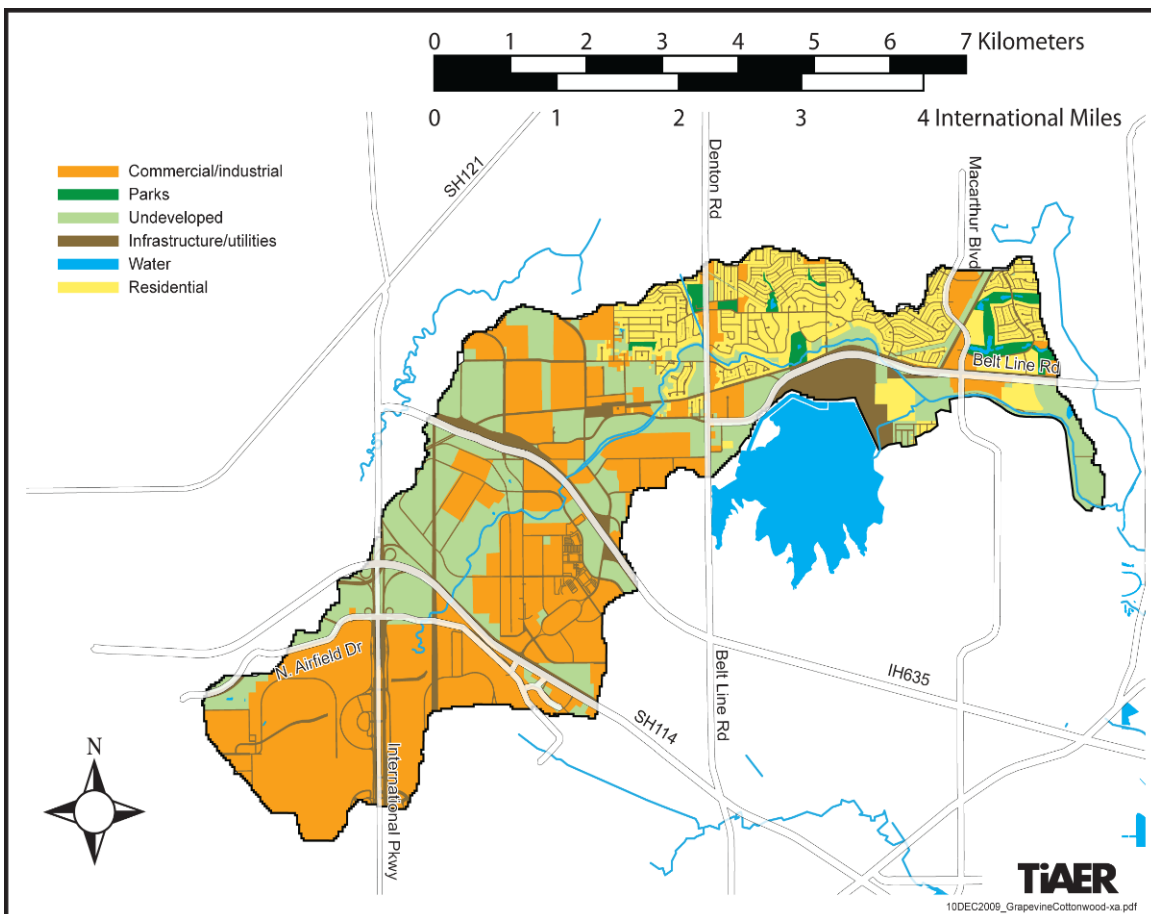 0 1 2 3 4 5 6 7 Kilometers
0 1 2 3 4 International Miles
SH121
Denton Rd
Macarthur Blvd
Commercial/industrial
Parks
Undeveloped
Infrastructure/utilities
Water
Residential
Belt Line Rd
N. Airfield Dr
International Pkwy
Belt Line Rd
IH635
SH114
N
TiAER
10DEC2009_GrapevineCottonwood-xa.pdf